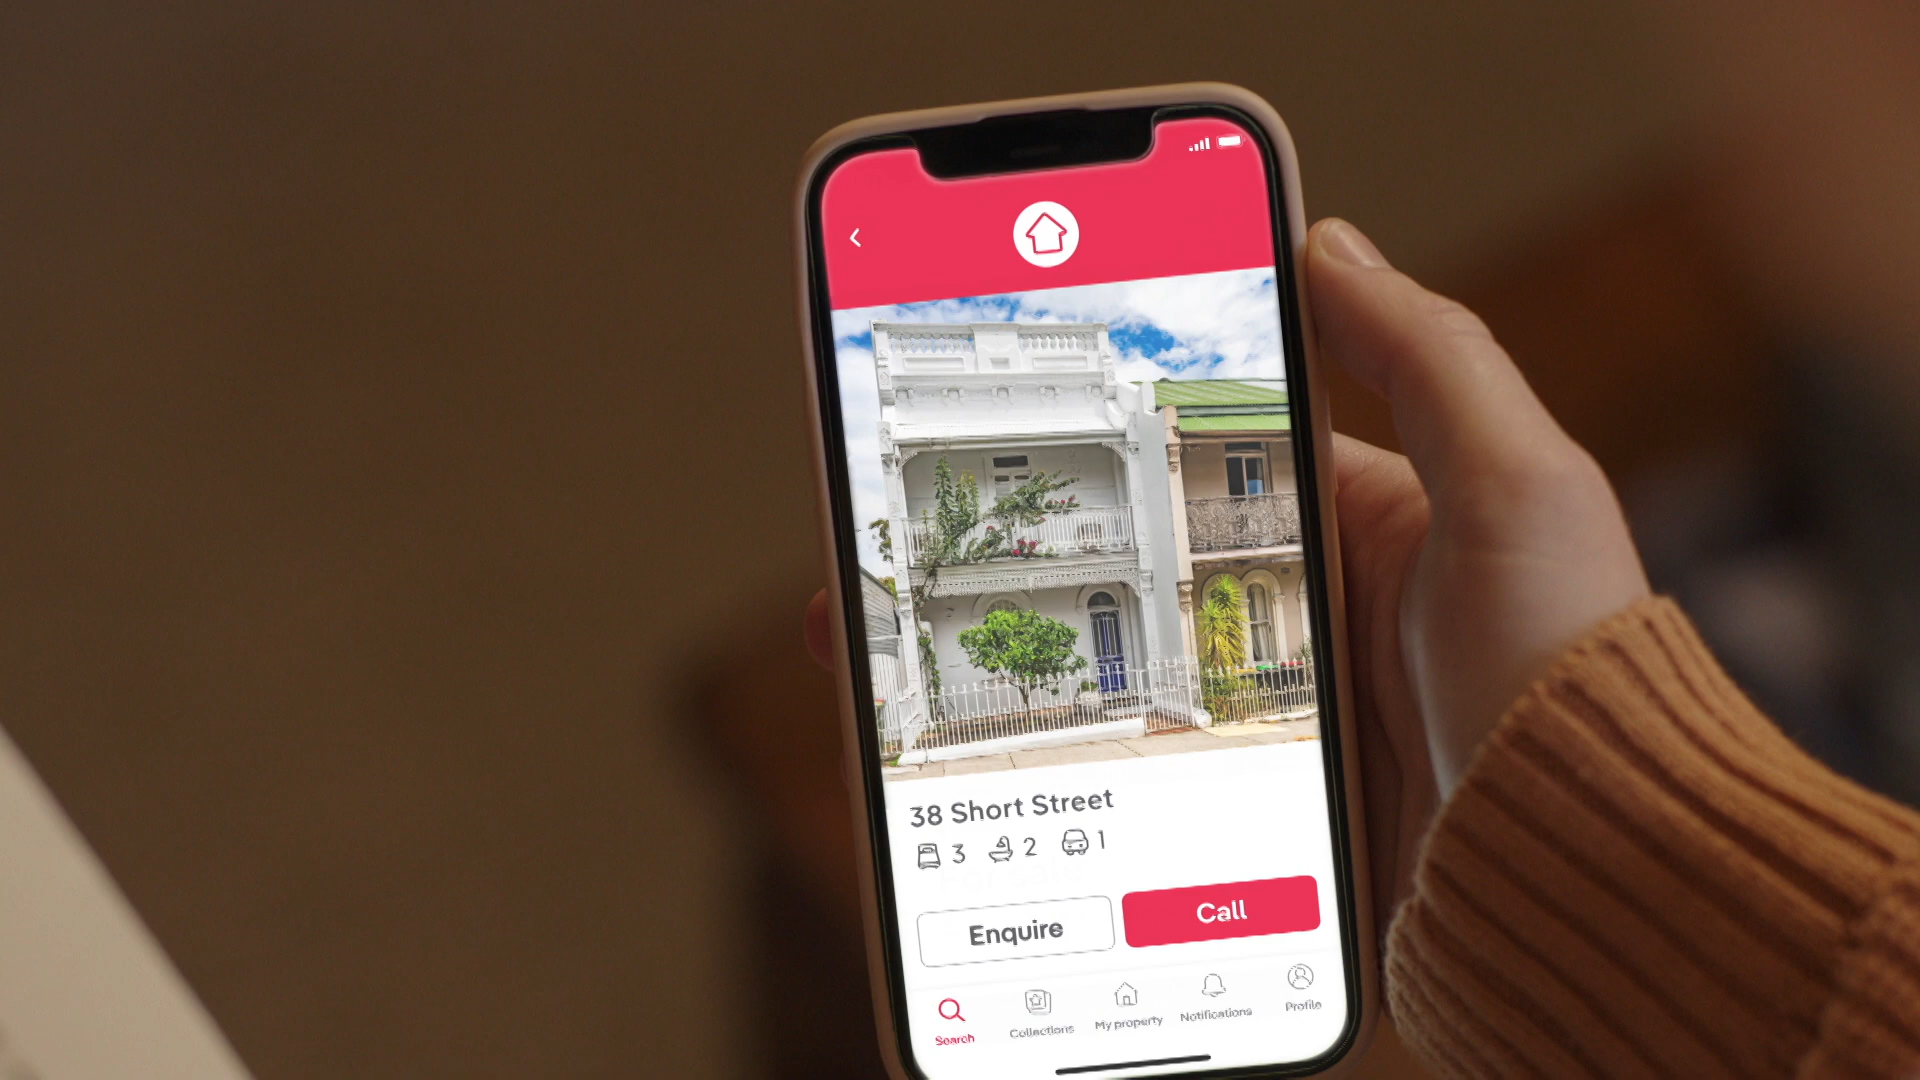 38 Short Street
3 2 1
Enquire
Call
Search
Collections
My property
Notifications
Profile